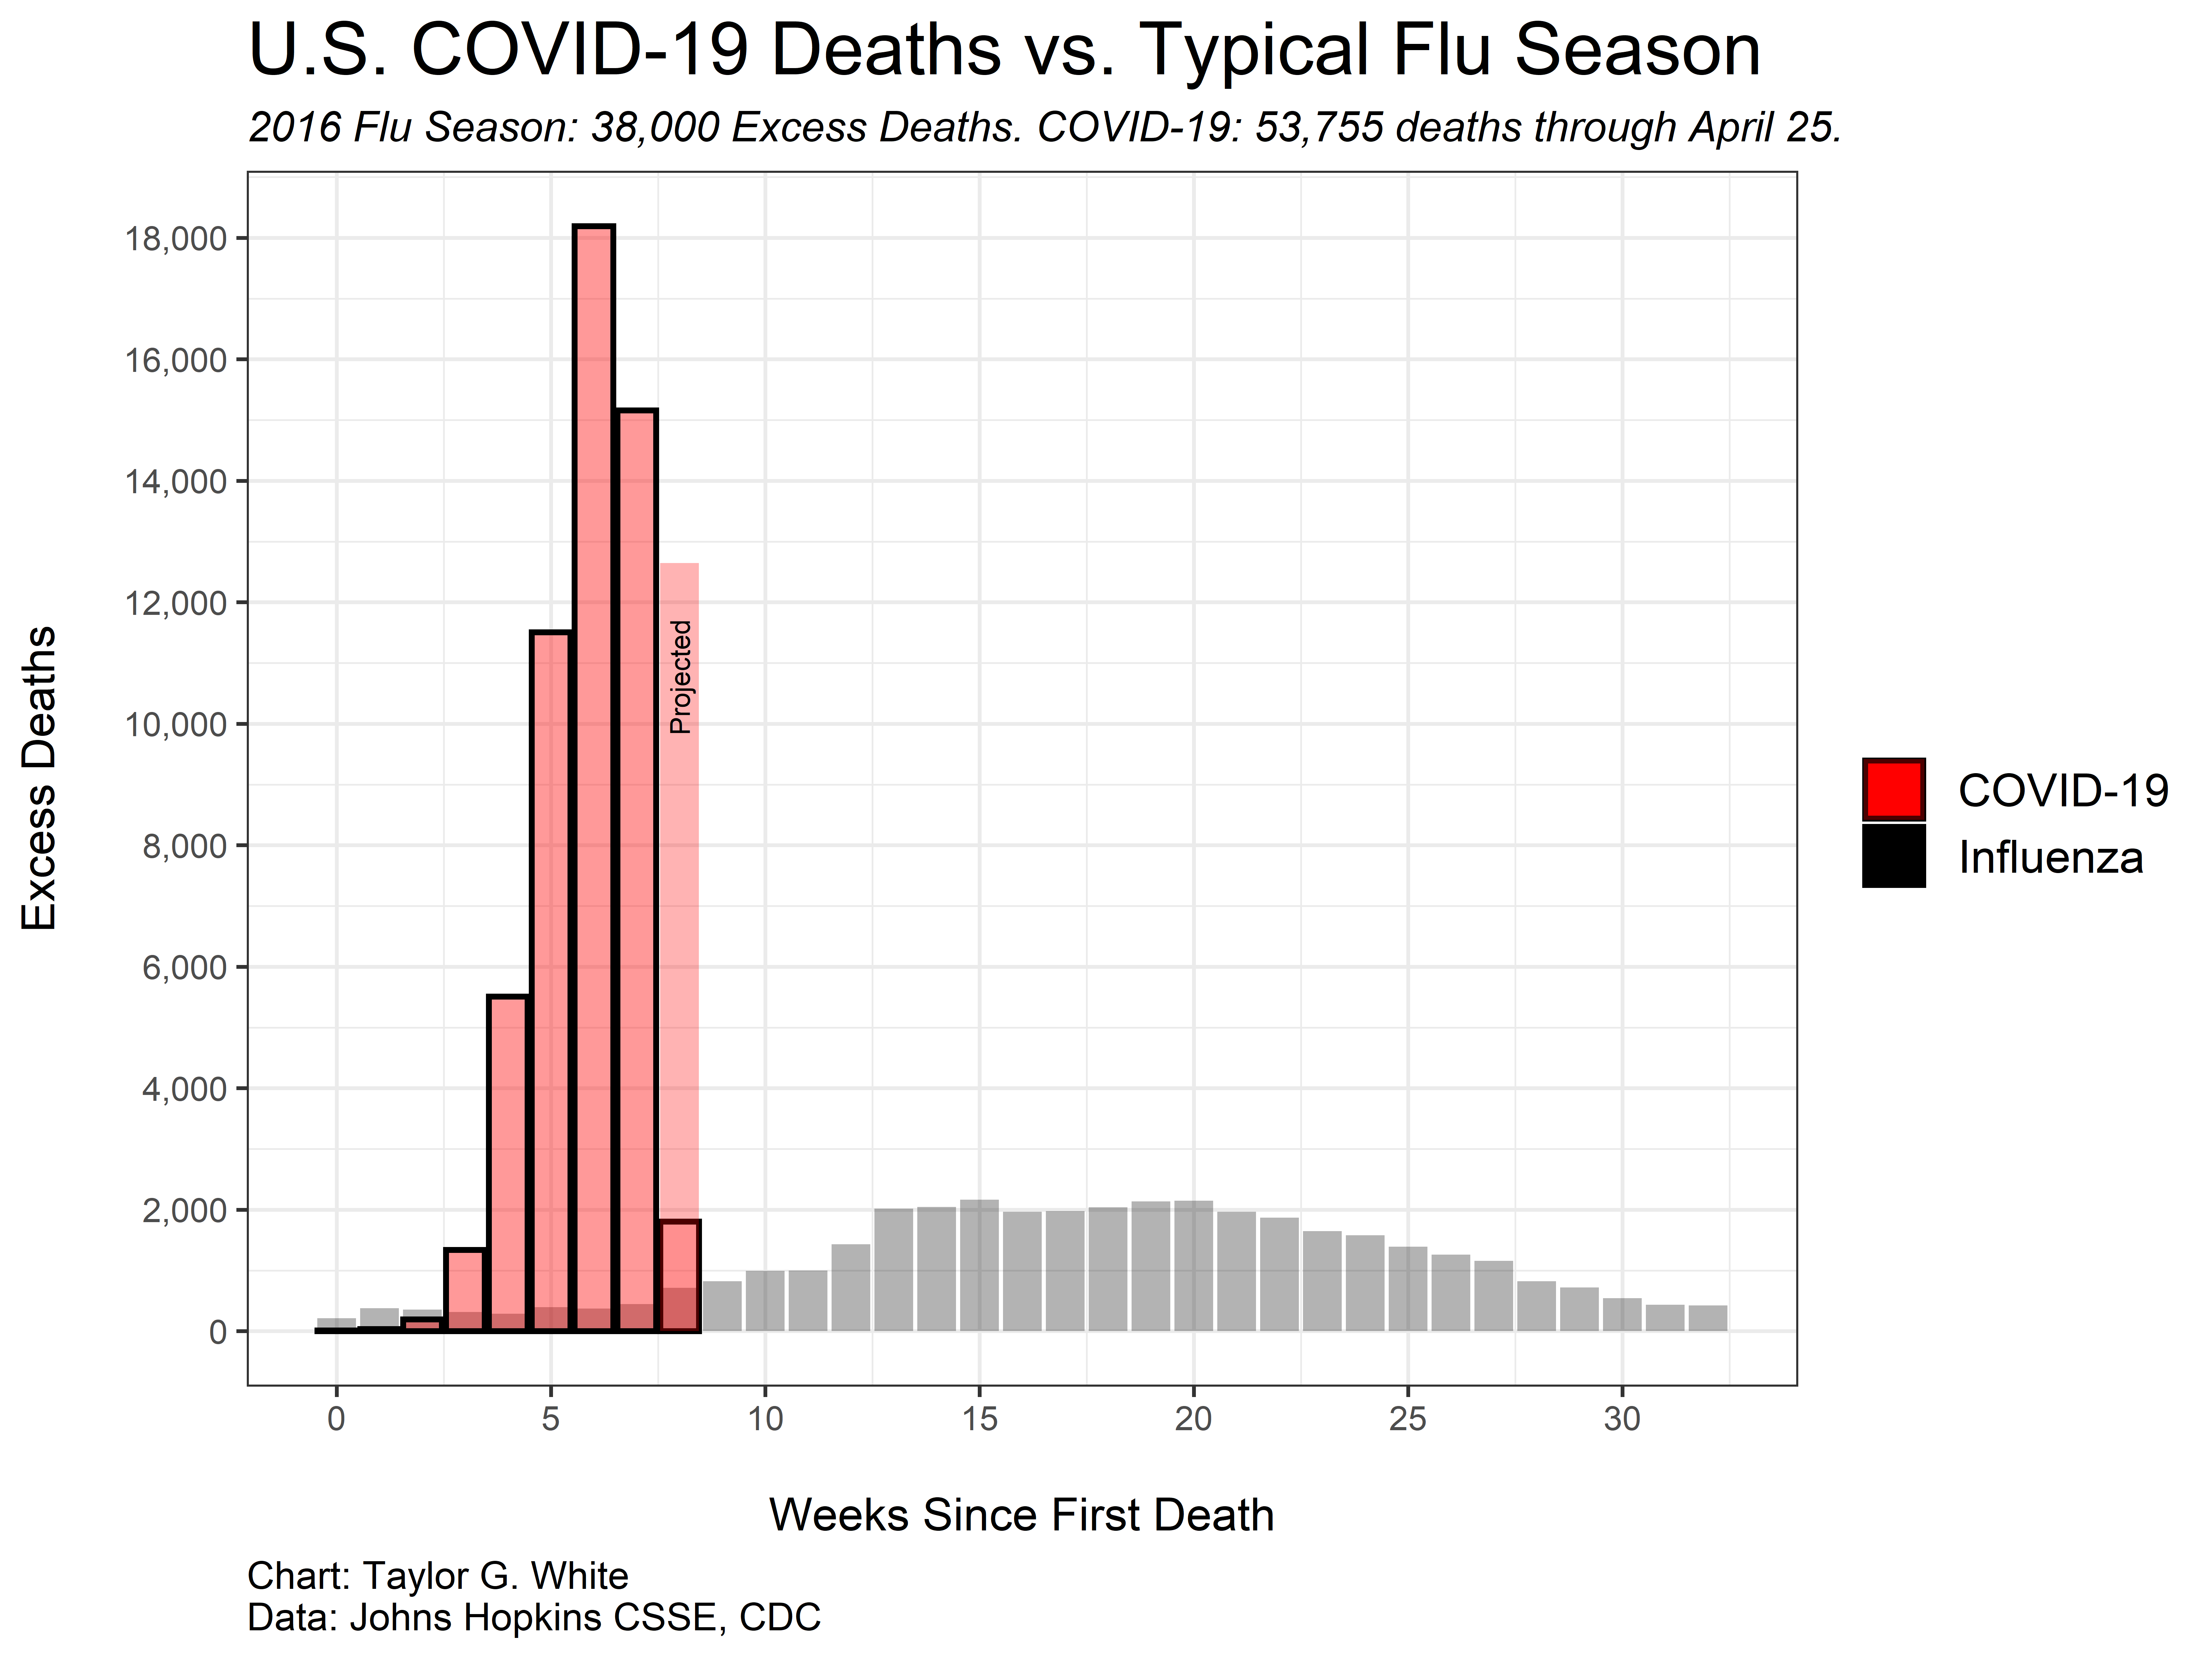 U.S. COVID-19 Deaths vs. Typical Flu Season
2016 Flu Season: 38,000 Excess Deaths. COVID-19: 53,755 deaths through April 25.
Excess Deaths
18,000
16,000
14,000
12,000
10,000
8,000
6,000
4,000
2,000
0
Projected
COVID-19
Influenza
0 5 10 15 20 25 30
Weeks Since First Death
Chart: Taylor G. White
Data: Johns Hopkins CSSE, CDC